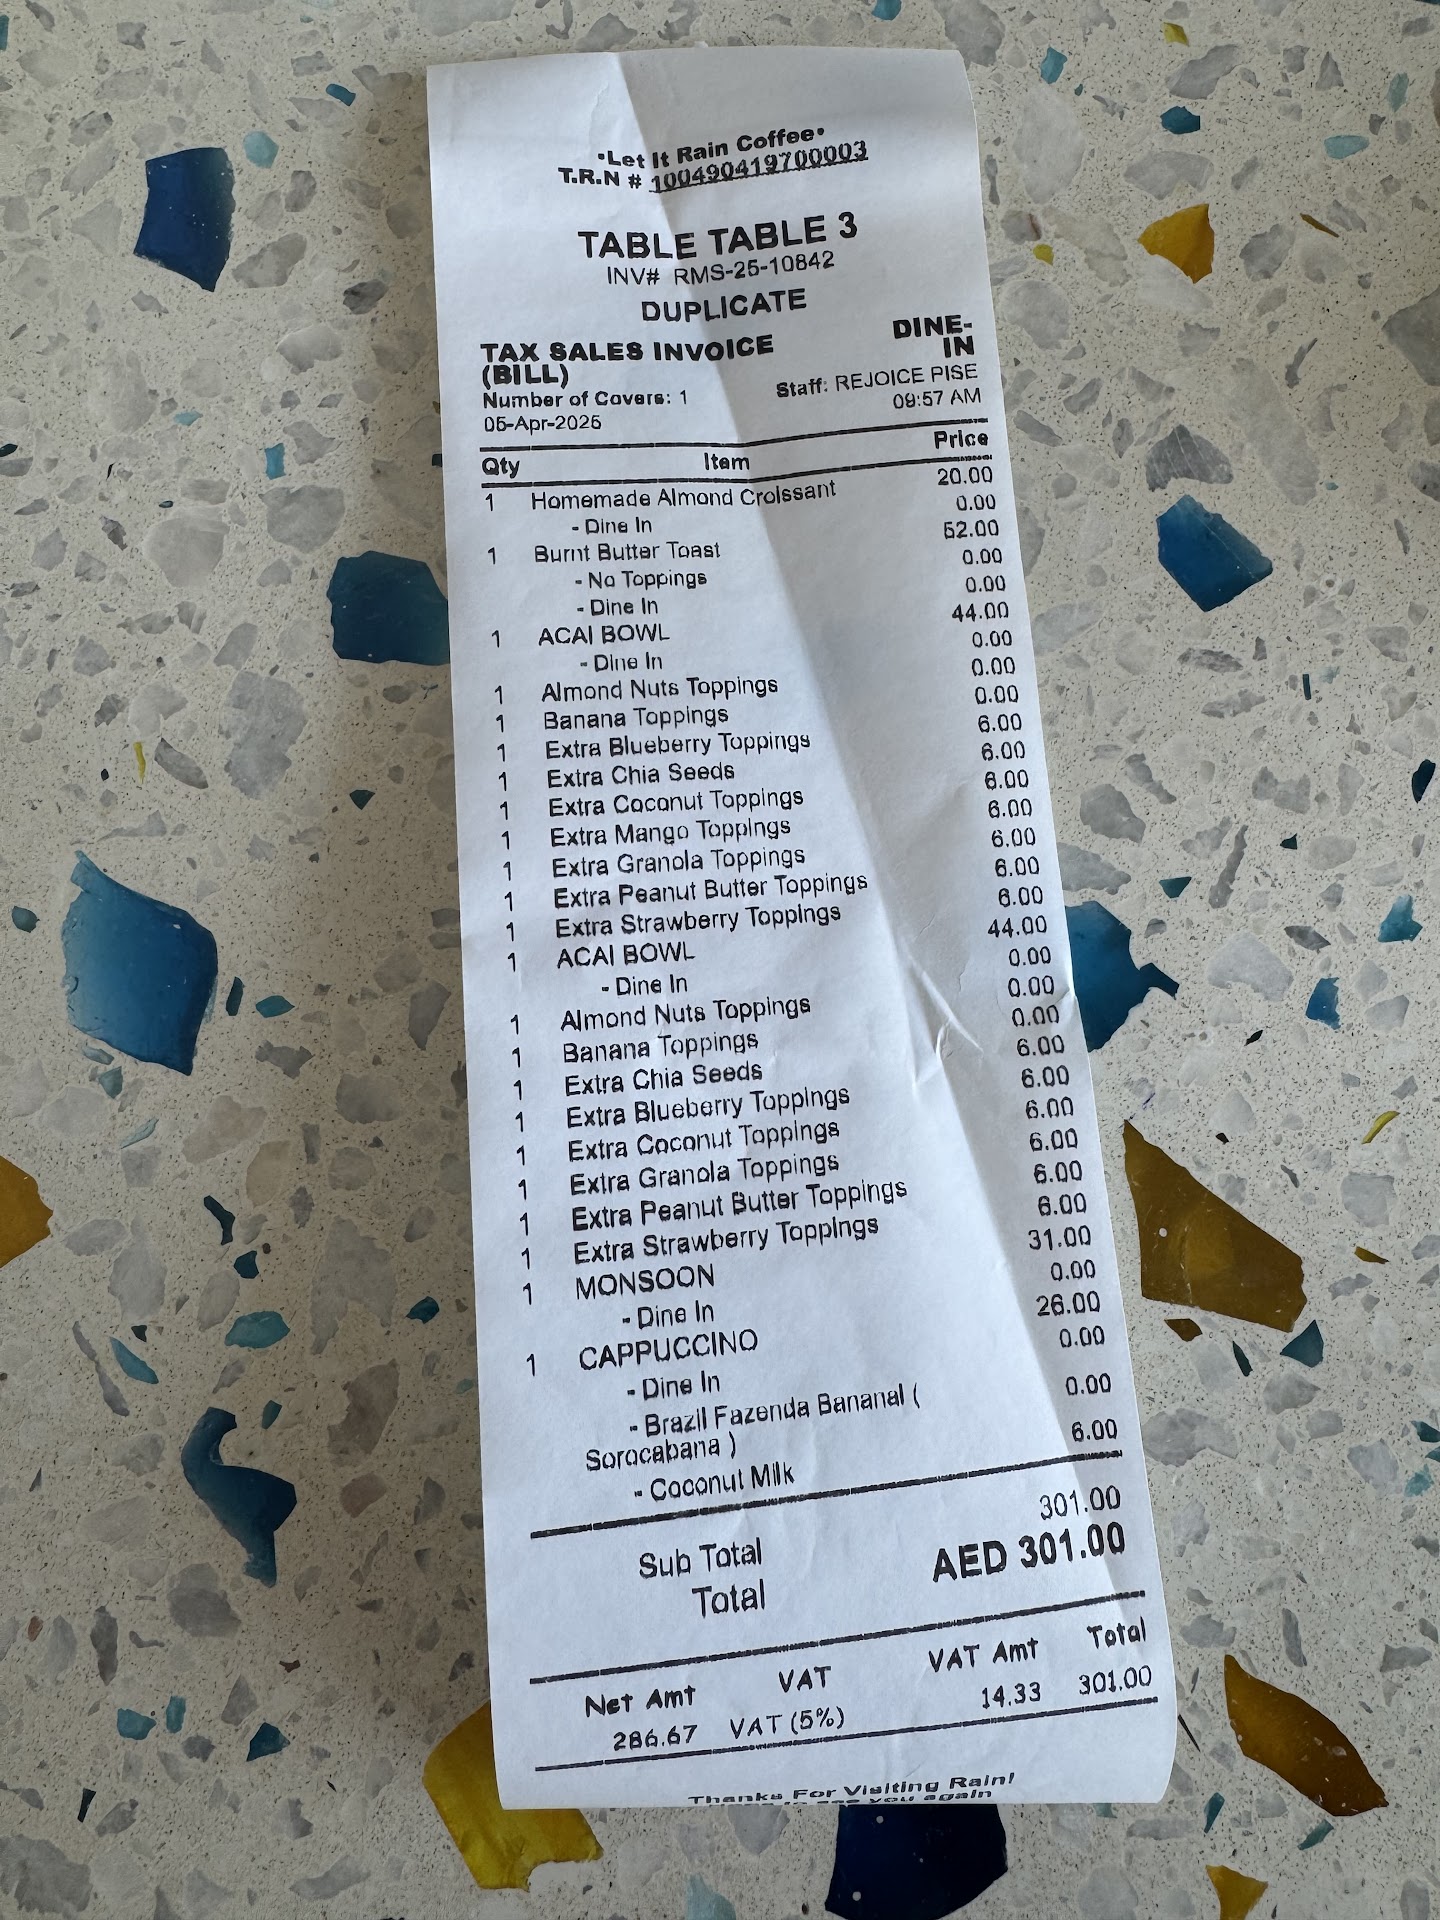 •Let It Rain Coffee•
T.R.N # 100490419700003
TABLE TABLE 3
INV# RMS-25-10842
DUPLICATE
TAX SALES INVOICE (BILL) DINE-IN
Number of Covers: 1 Staff: REJOICE PISE
05-Apr-2025 09:57 AM
Qty Item Price
1 Homemade Almond Croissant 20.00
- Dine In 0.00
1 Burnt Butter Toast 52.00
- No Toppings 0.00
- Dine In 0.00
1 ACAI BOWL 44.00
- Dine In 0.00
1 Almond Nuts Toppings 0.00
1 Banana Toppings 0.00
1 Extra Blueberry Toppings 6.00
1 Extra Chia Seeds 6.00
1 Extra Coconut Toppings 6.00
1 Extra Mango Toppings 6.00
1 Extra Granola Toppings 6.00
1 Extra Peanut Butter Toppings 6.00
1 Extra Strawberry Toppings 6.00
1 ACAI BOWL 44.00
- Dine In 0.00
1 Almond Nuts Toppings 0.00
1 Banana Toppings 0.00
1 Extra Chia Seeds 6.00
1 Extra Blueberry Toppings 6.00
1 Extra Coconut Toppings 6.00
1 Extra Granola Toppings 6.00
1 Extra Peanut Butter Toppings 6.00
1 Extra Strawberry Toppings 6.00
1 MONSOON 31.00
- Dine In 0.00
1 CAPPUCCINO 26.00
- Dine In 0.00
- Brazil Fazenda Bananal ( 0.00
Sorocabana )
- Coconut Milk 6.00
Sub Total 301.00
Total AED 301.00
Net Amt VAT VAT Amt Total
286.67 VAT (5%) 14.33 301.00
Thanks For Visiting Rain!
see you again